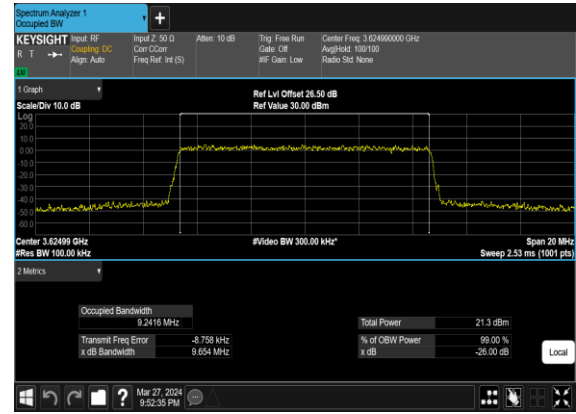 Spectrum Analyzer 1
Occupied BW
KEYSIGHT Input: RF Input Z: 50 Ω Atten: 10 dB Trig: Free Run Center Freq: 3.624990000 GHz
R T Coupling: DC Corr CCorr Gate: Off Avg|Hold: 100/100
Align: Auto Freq Ref: Int (S) #IF Gain: Low Radio Std: None
1 Graph
Ref Lvl Offset 26.50 dB
Scale/Div 10.0 dB Ref Value 30.00 dBm
Log
20.0
10.0
0.00
-10.0
-20.0
-30.0
-40.0
-50.0
-60.0
Center 3.62499 GHz #Video BW 300.00 kHz* Span 20 MHz
#Res BW 100.00 kHz Sweep 2.53 ms (1001 pts)
2 Metrics
Occupied Bandwidth
9.2416 MHz Total Power 21.3 dBm
Transmit Freq Error -8.758 kHz % of OBW Power 99.00 %
x dB Bandwidth 9.654 MHz x dB -26.00 dB
Local
Mar 27, 2024
9:52:35 PM